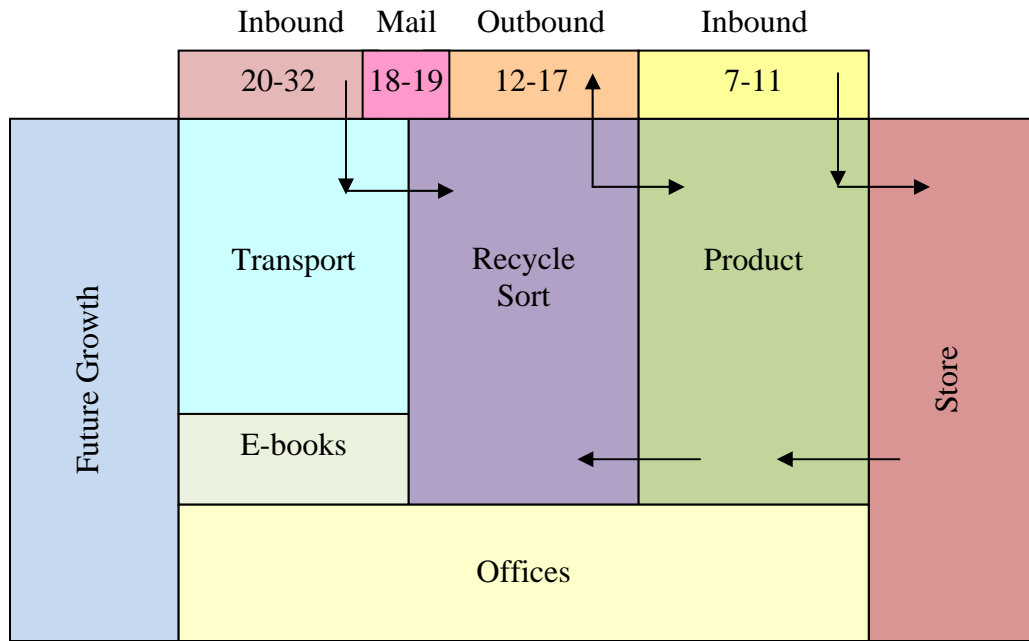 Inbound
Mail
Outbound
Inbound
20-32
18-19
12-17
7-11
Transport
Recycle
Sort
Product
Future Growth
Store
E-books
Offices